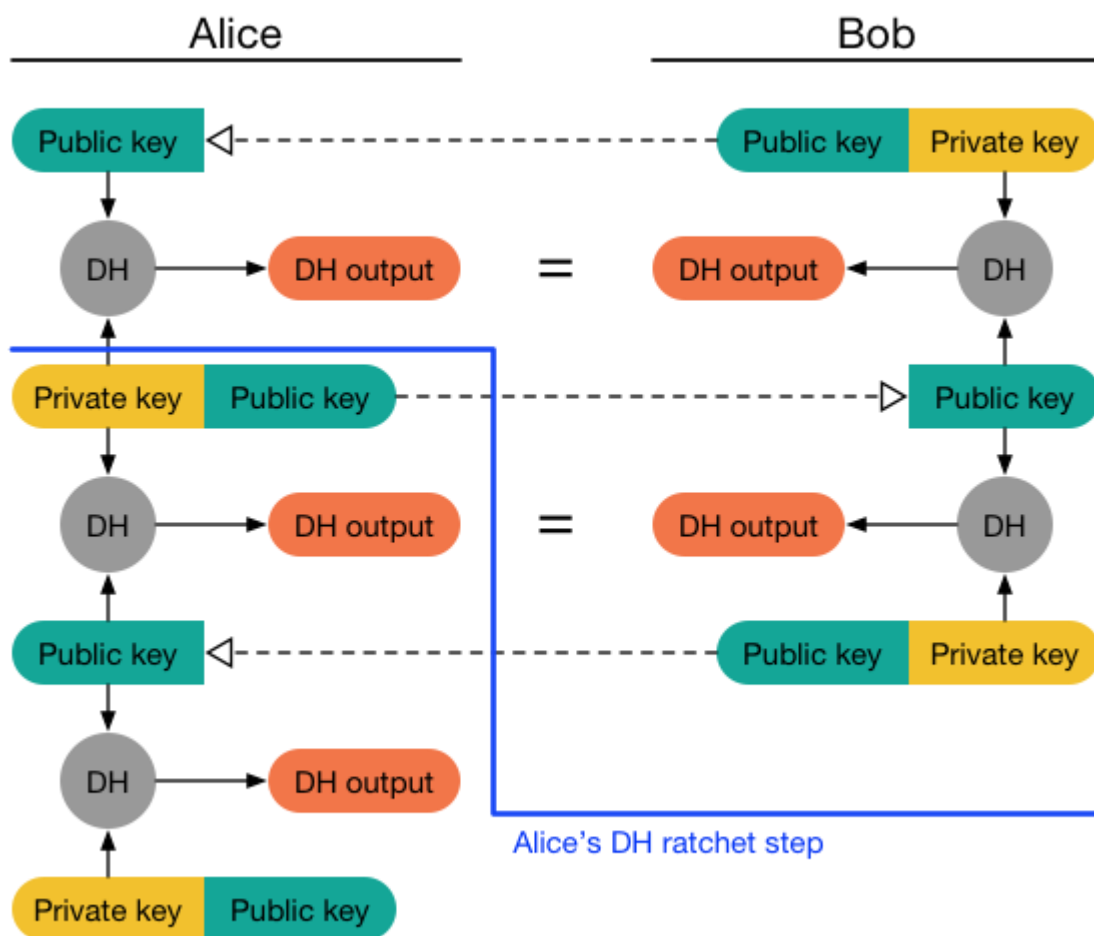 Alice Bob
Public key Public key Private key
DH DH output = DH output DH
Private key Public key Public key
DH DH output = DH output DH
Public key Public key Private key
DH DH output
Alice's DH ratchet step
Private key Public key